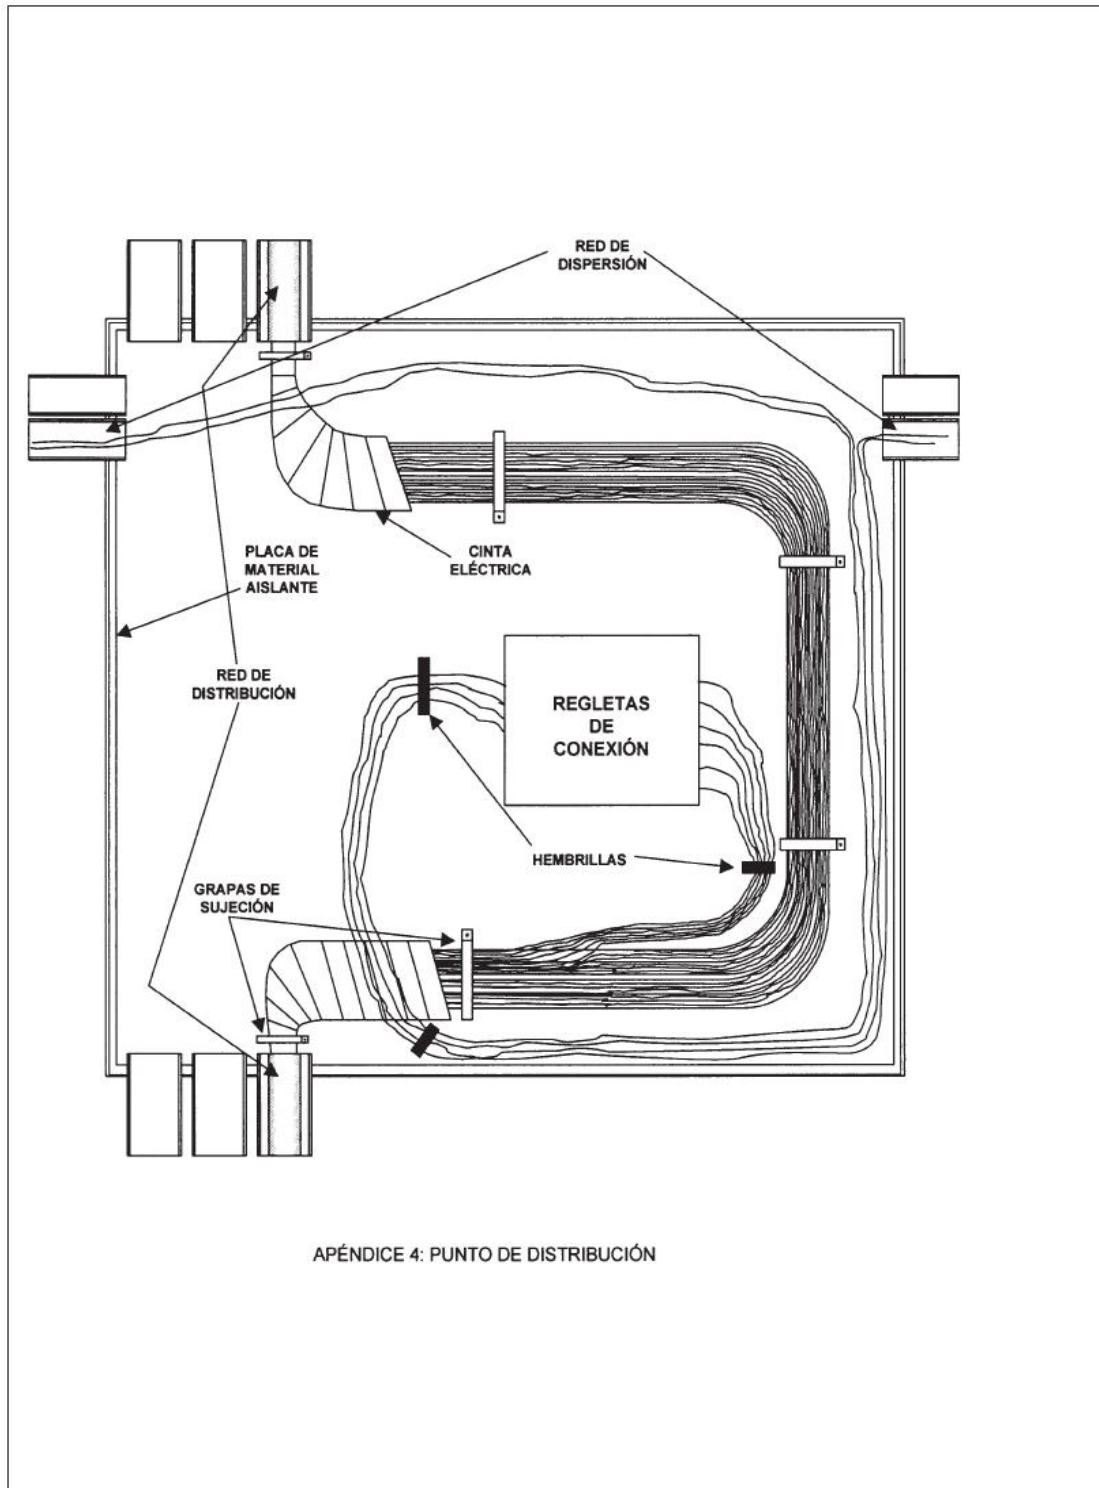 RED DE
DISPERSIÓN
CINTA
ELÉCTRICA
PLACA DE
MATERIAL
AISLANTE
RED DE
DISTRIBUCIÓN
REGLETAS
DE
CONEXIÓN
HEMBRILLAS
GRAPAS DE
SUJECIÓN
APÉNDICE 4: PUNTO DE DISTRIBUCIÓN